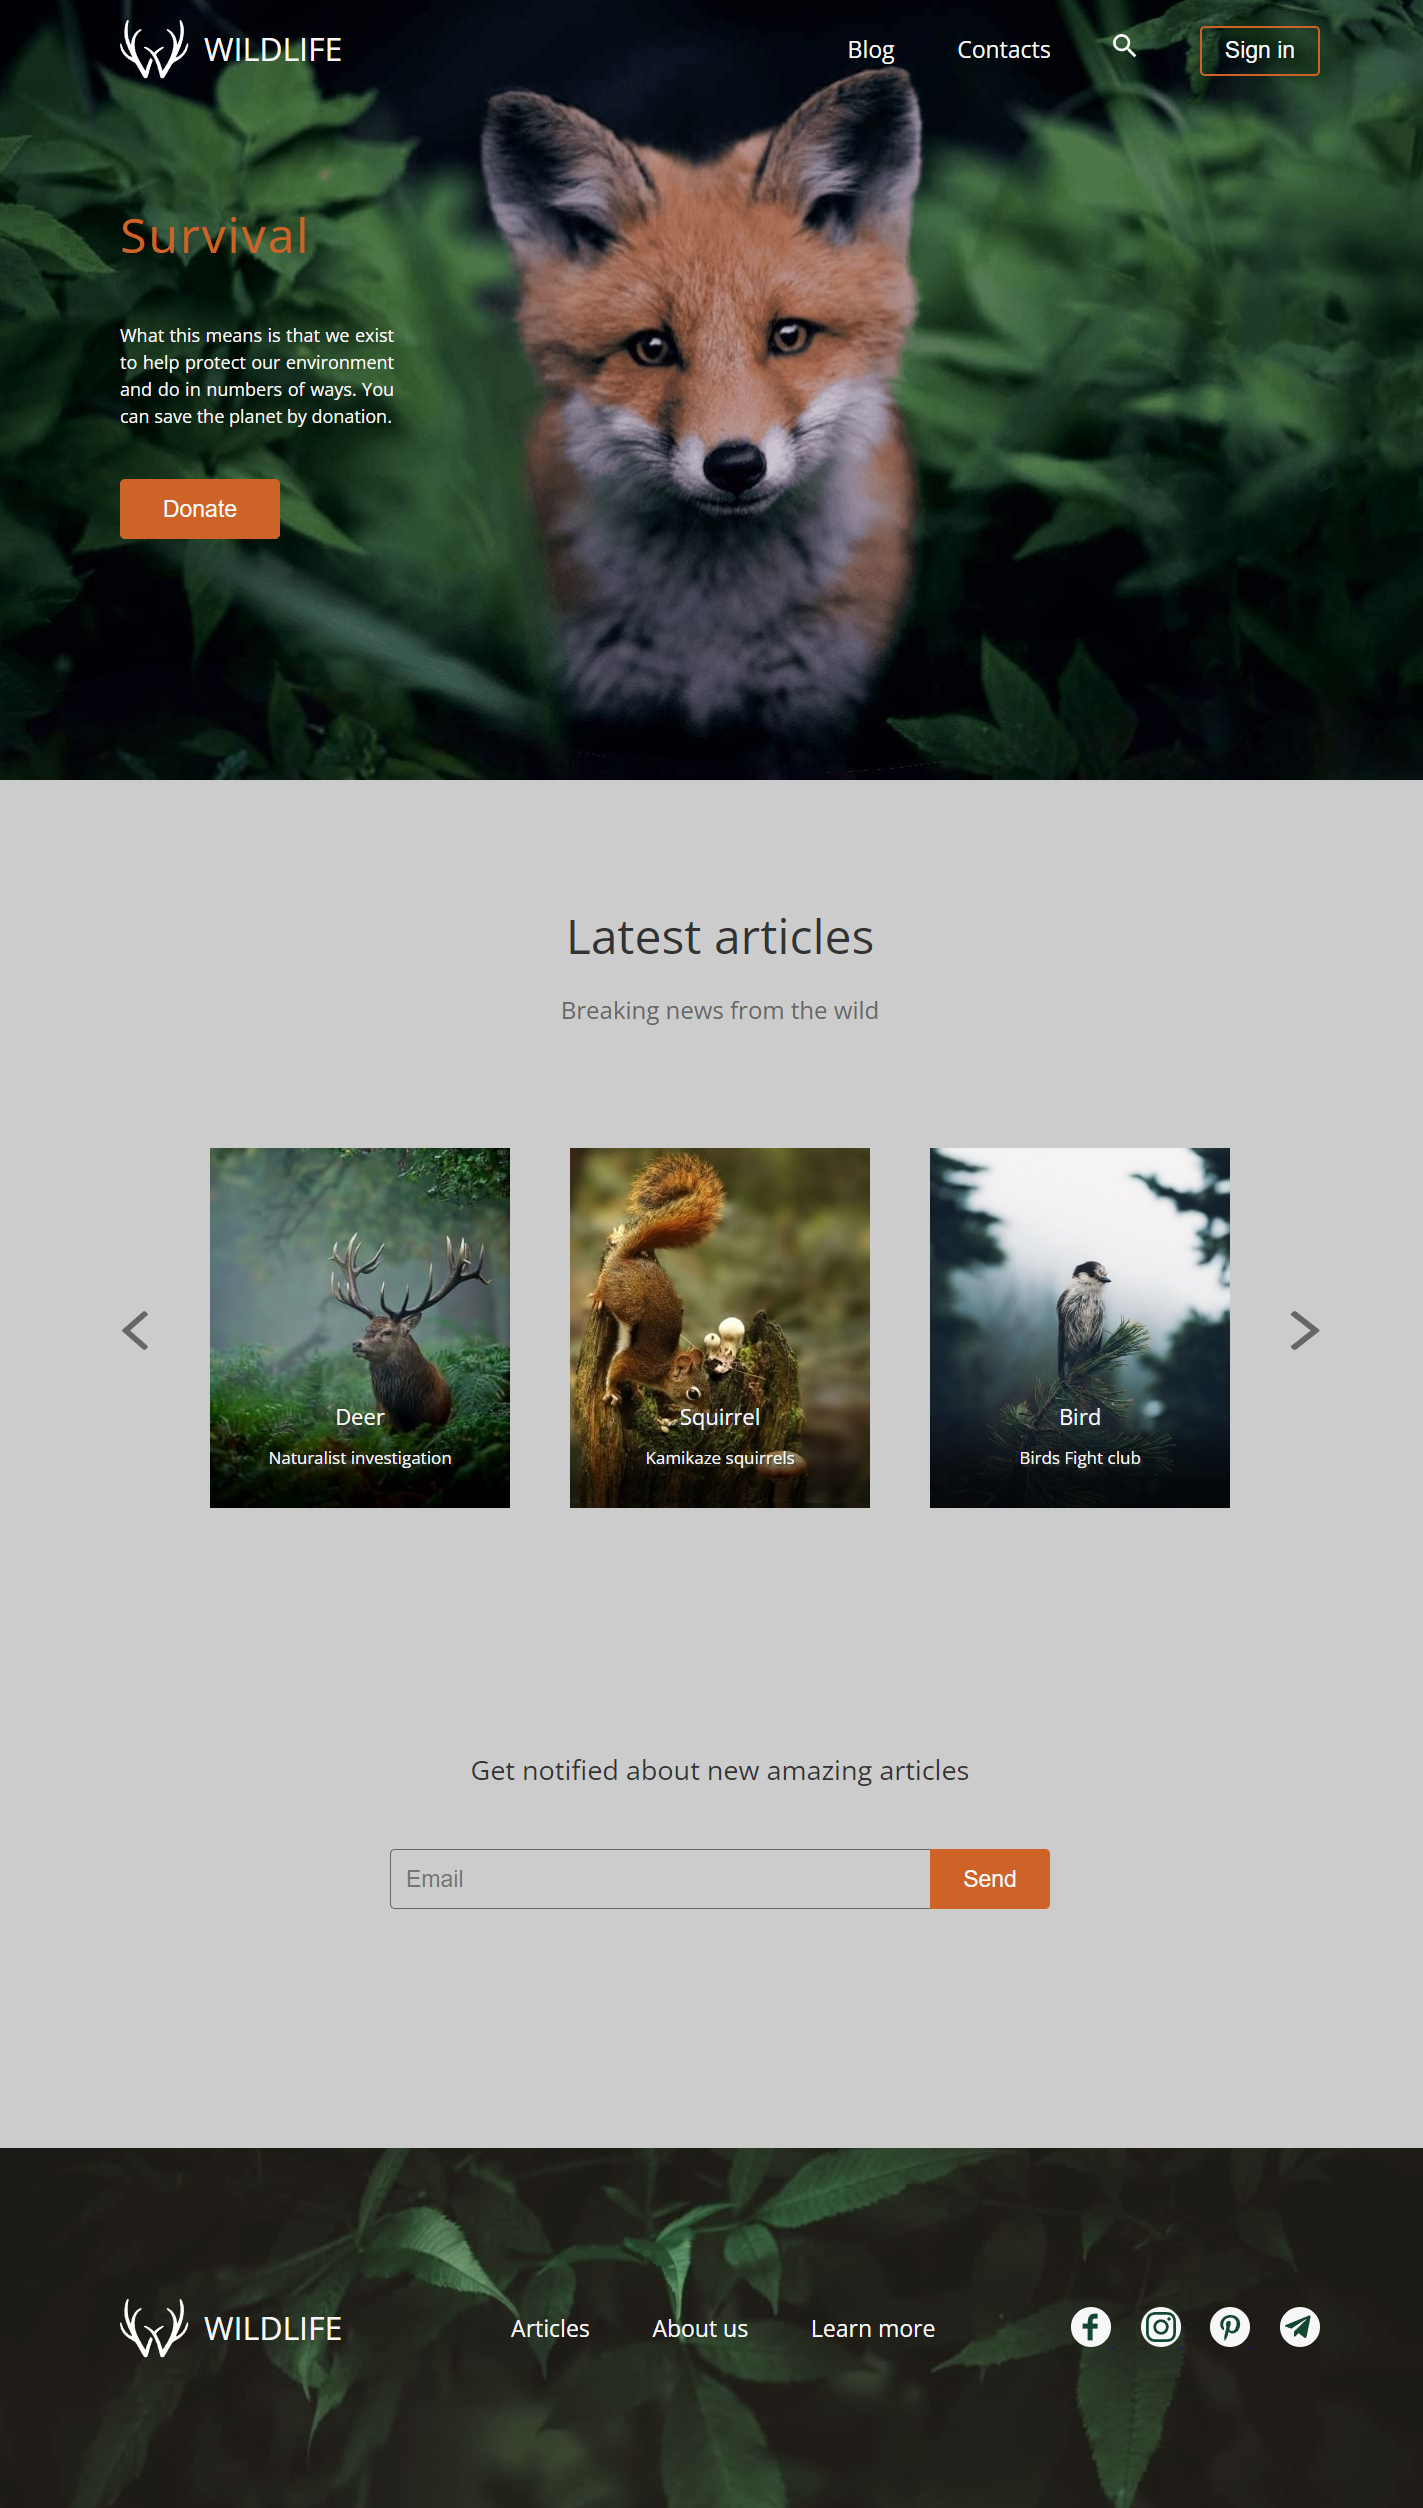 WILDLIFE
Blog
Contacts
Sign in
Survival
What this means is that we exist
to help protect our environment
and do in numbers of ways. You
can save the planet by donation.
Donate
Latest articles
Breaking news from the wild
Deer
Naturalist investigation
Squirrel
Kamikaze squirrels
Bird
Birds Fight club
Get notified about new amazing articles
Email
Send
WILDLIFE
Articles
About us
Learn more